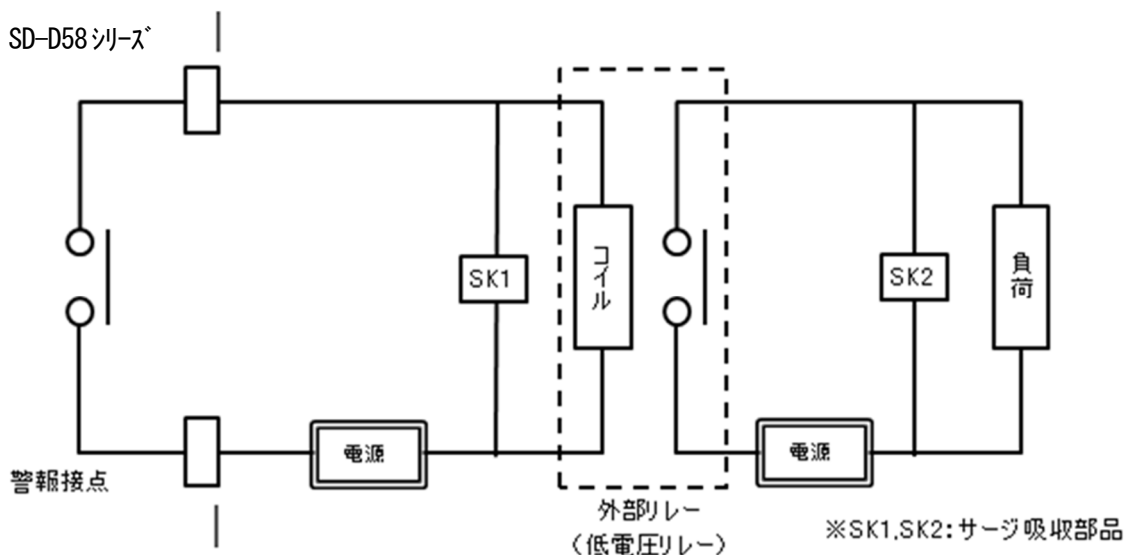 SD-D58シリーズ
SK1
コイル
SK2
負荷
電源
電源
警報接点
外部リレー
(低電圧リレー)
※SK1,SK2:サージ吸収部品